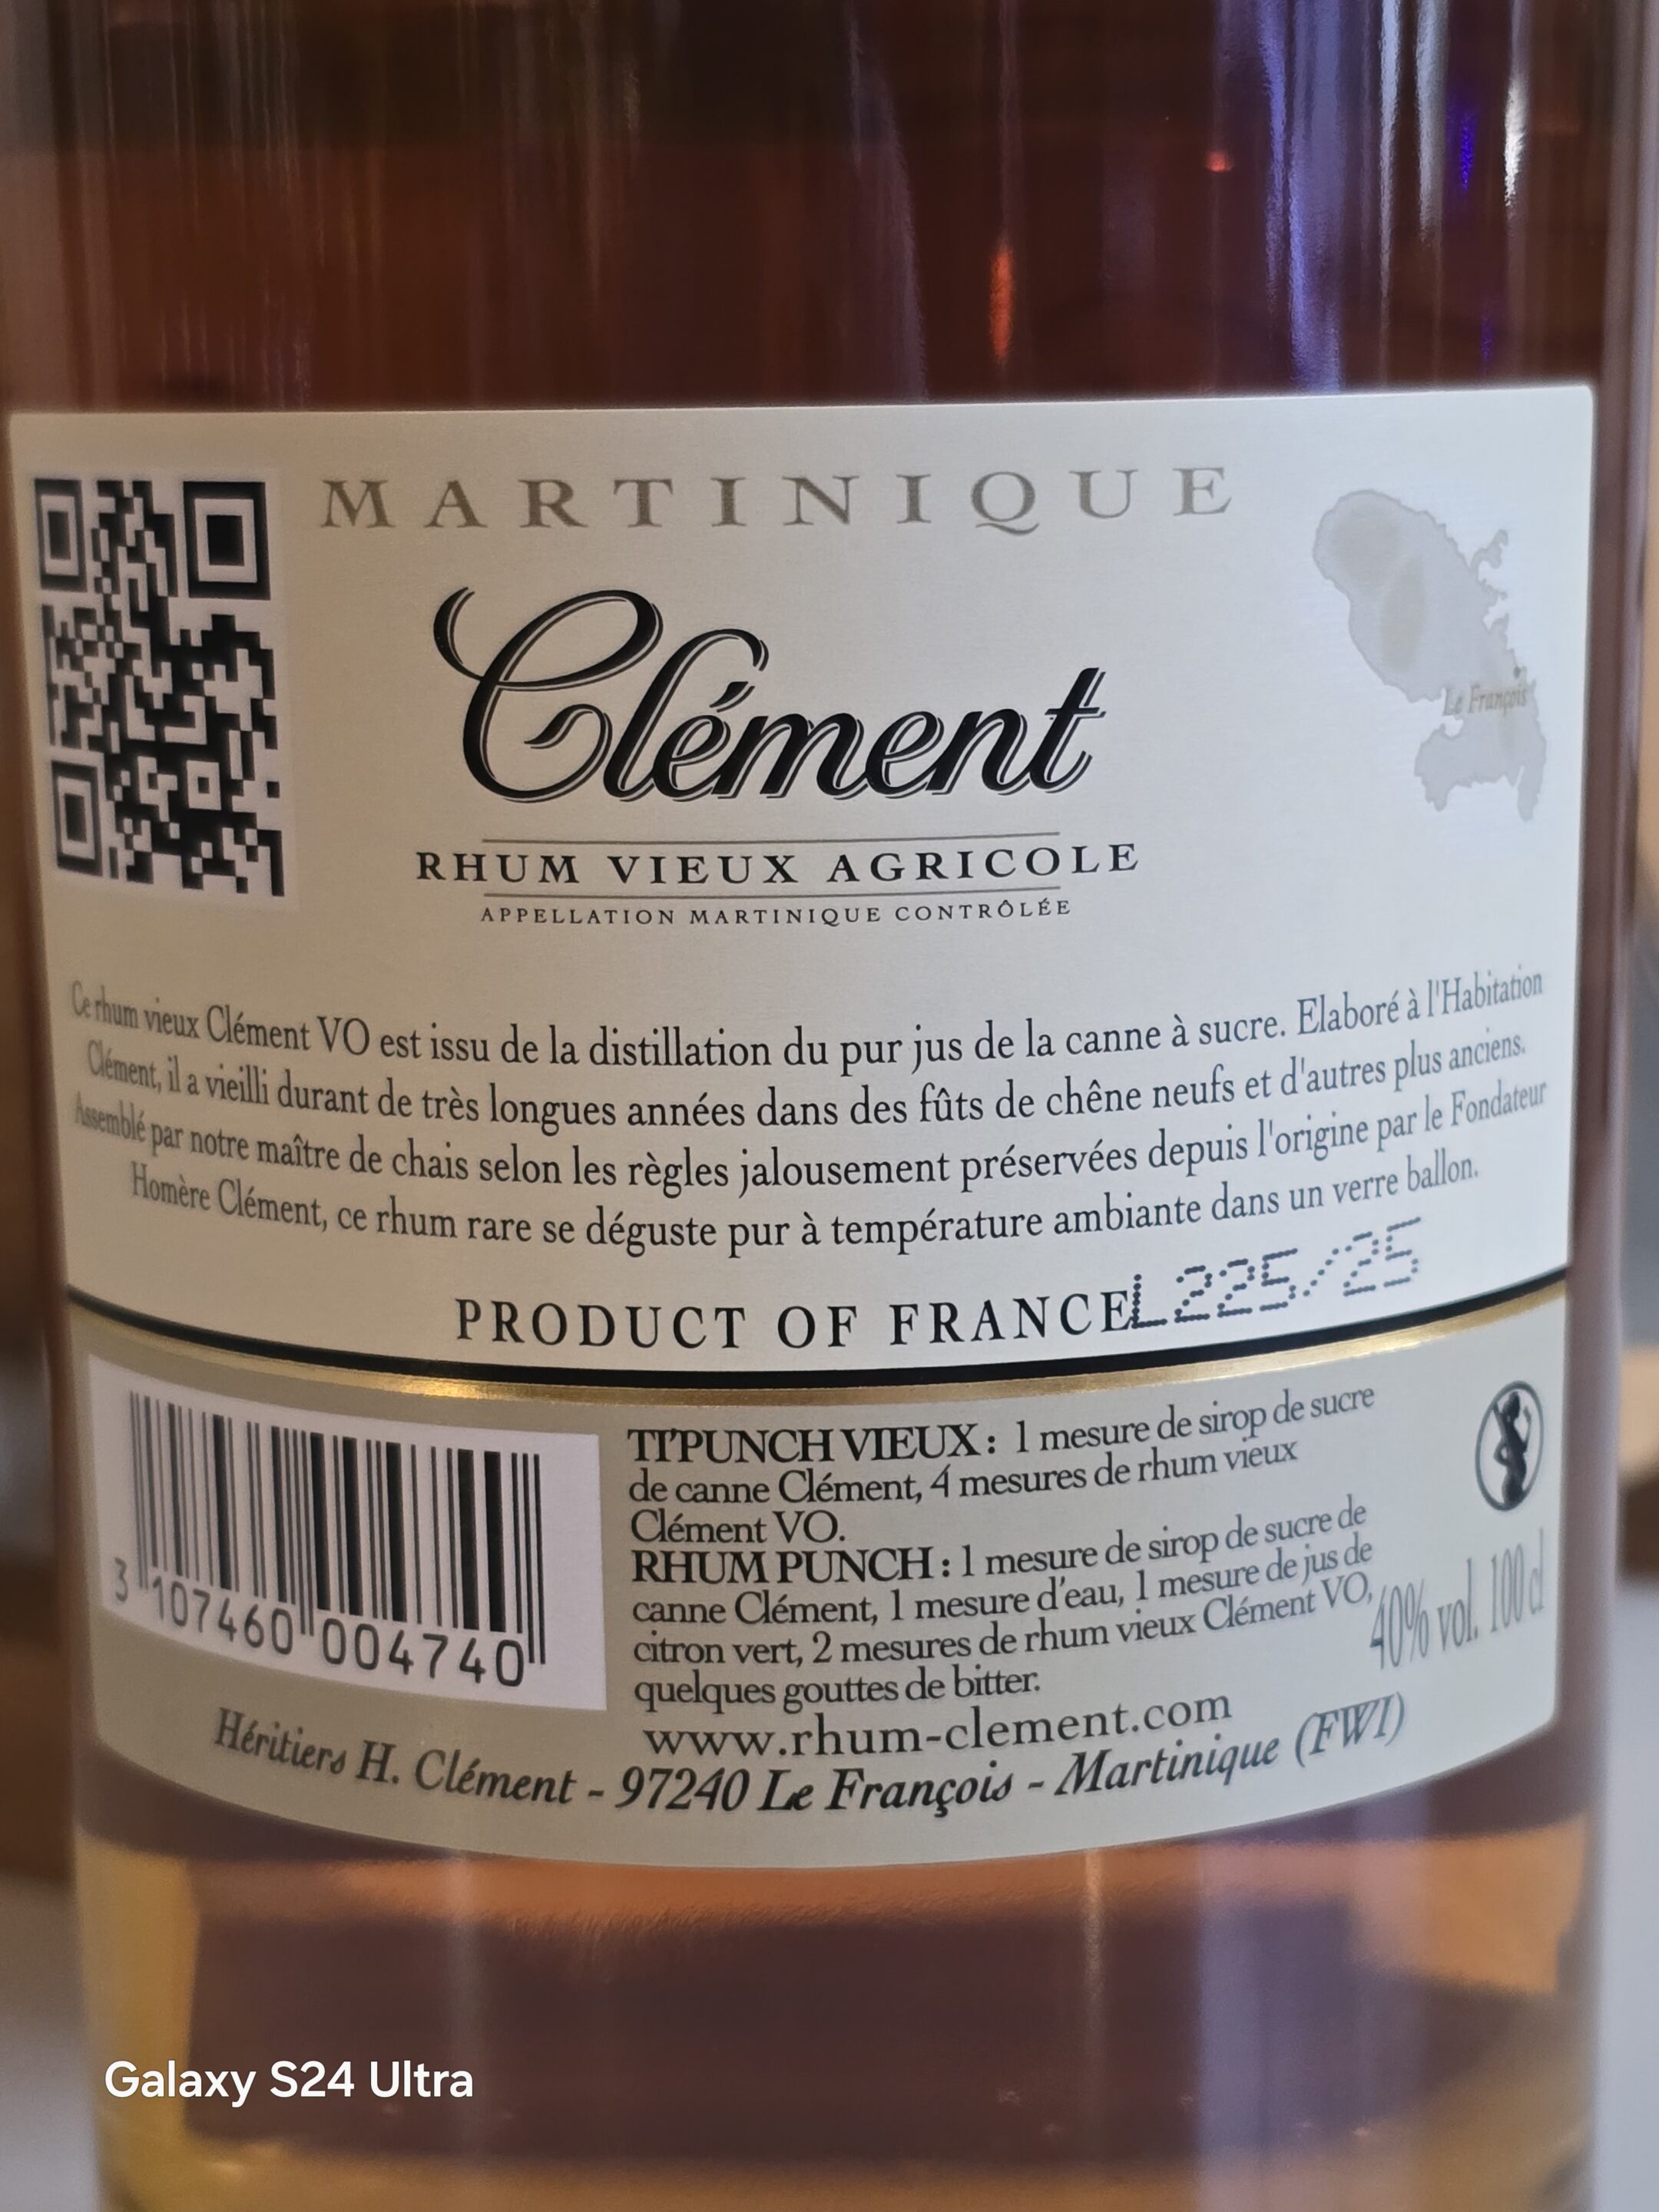 MARTINIQUE
Le François
Clément
RHUM VIEUX AGRICOLE
APPELLATION MARTINIQUE CONTRÔLÉE
Ce rhum vieux Clément VO est issu de la distillation du pur jus de la canne à sucre. Elaboré à l'Habitation
Clément, il a vieilli durant de très longues années dans des fûts de chêne neufs et d'autres plus anciens.
Assemblé par notre maître de chais selon les règles jalousement préservées depuis l'origine par le Fondateur
Homère Clément, ce rhum rare se déguste pur à température ambiante dans un verre ballon.
PRODUCT OF FRANCE
L225/25
TI'PUNCH VIEUX : 1 mesure de sirop de sucre
de canne Clément, 4 mesures de rhum vieux
Clément VO.
RHUM PUNCH : 1 mesure de sirop de sucre de
canne Clément, 1 mesure d'eau, 1 mesure de jus de
citron vert, 2 mesures de rhum vieux Clément VO,
quelques gouttes de bitter.
40% vol. 100 cl
3 107460 004740
www.rhum-clement.com
Héritiers H. Clément - 97240 Le François - Martinique (FWI)
Galaxy S24 Ultra